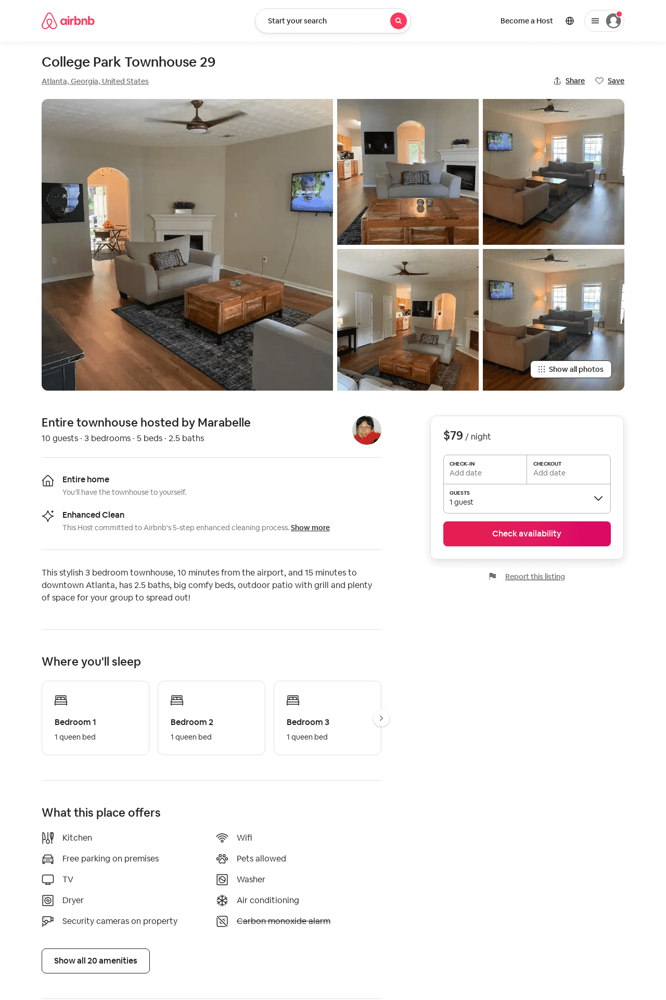 airbnb
Start your search
Become a Host
College Park Townhouse 29
Atlanta, Georgia, United States
Share
Save
Show all photos
Entire townhouse hosted by Marabelle
10 guests · 3 bedrooms · 5 beds · 2.5 baths
Entire home
You'll have the townhouse to yourself.
Enhanced Clean
This Host committed to Airbnb's 5-step enhanced cleaning process. Show more
$79 / night
CHECK-IN
Add date
CHECKOUT
Add date
GUESTS
1 guest
Check availability
Report this listing
This stylish 3 bedroom townhouse, 10 minutes from the airport, and 15 minutes to
downtown Atlanta, has 2.5 baths, big comfy beds, outdoor patio with grill and plenty
of space for your group to spread out!
Where you'll sleep
Bedroom 1
1 queen bed
Bedroom 2
1 queen bed
Bedroom 3
1 queen bed
What this place offers
Kitchen
Wifi
Free parking on premises
Pets allowed
TV
Washer
Dryer
Air conditioning
Security cameras on property
Carbon monoxide alarm
Show all 20 amenities